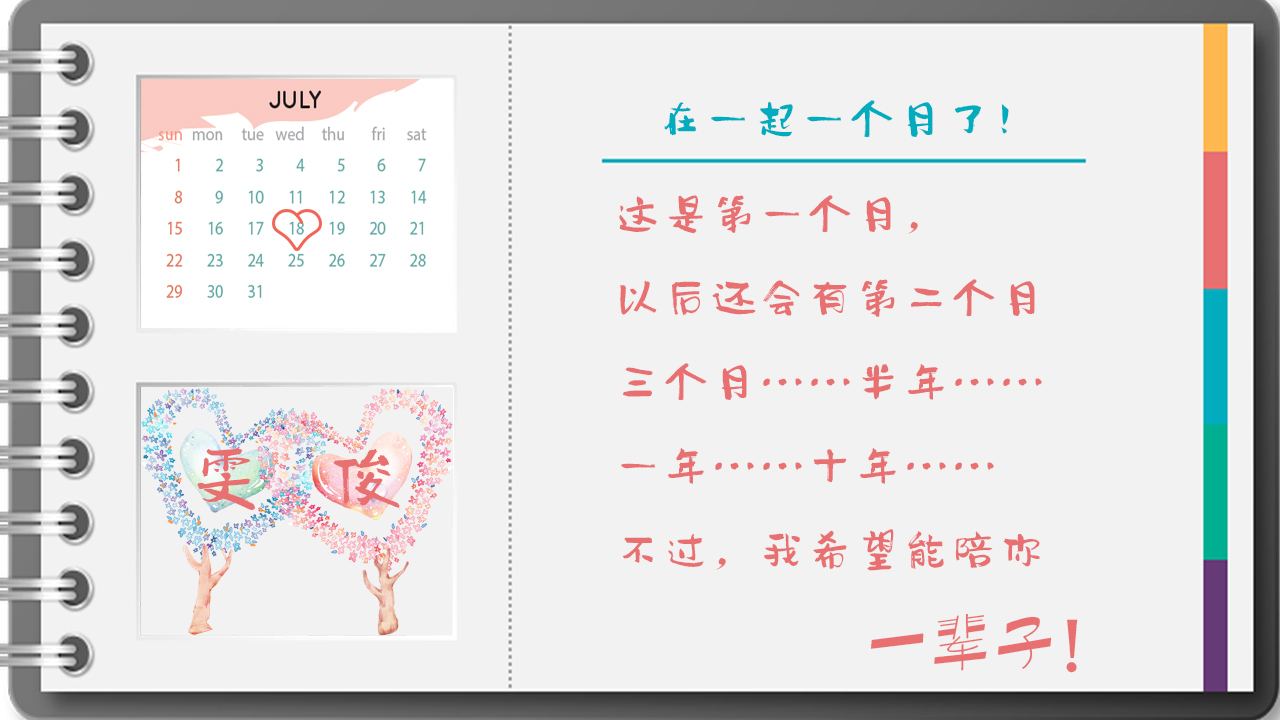 JULY
sun mon tue wed thu fri sat
1 2 3 4 5 6 7
8 9 10 11 12 13 14
15 16 17 18 19 20 21
22 23 24 25 26 27 28
29 30 31
雯 俊
在一起一个月了!
这是第一个月，
以后还会有第二个月
三个月……半年……
一年……十年……
不过，我希望能陪你
一辈子!